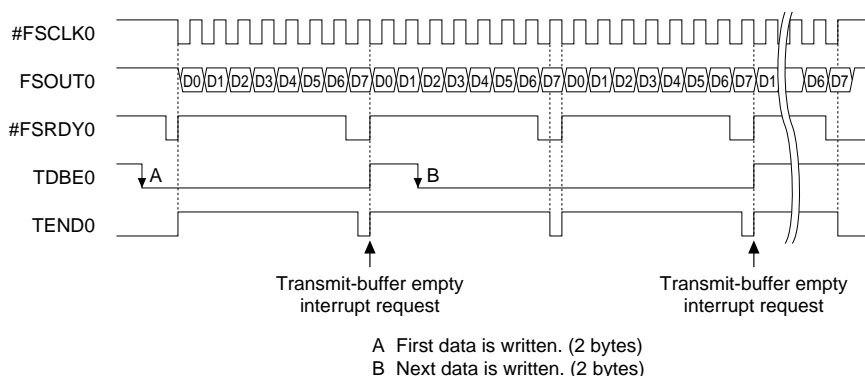 #FSCLK0
FSOUT0 D0 D1 D2 D3 D4 D5 D6 D7 D0 D1 D2 D3 D4 D5 D6 D7 D0 D1 D2 D3 D4 D5 D6 D7 D1 D6 D7
#FSRDY0
TDBE0 A B
TEND0
Transmit-buffer empty Transmit-buffer empty
interrupt request interrupt request
A First data is written. (2 bytes)
B Next data is written. (2 bytes)